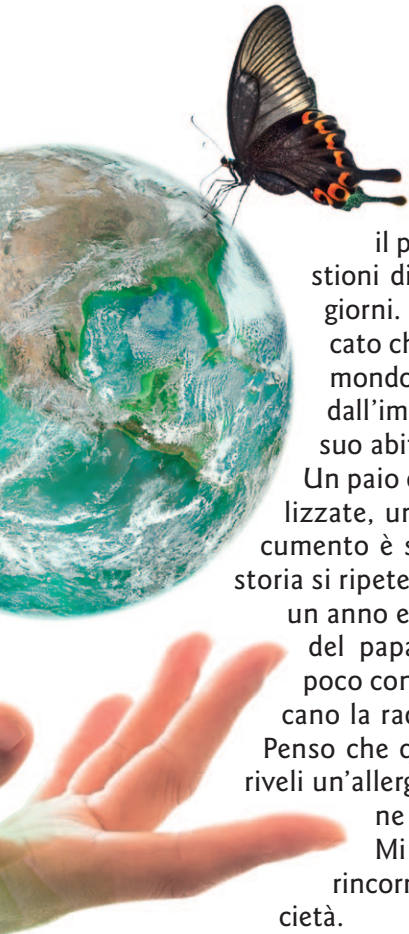 il p
stioni di
giorni.
cato ch
mondo
dall'im
suo abit
Un paio d
lizzate, un
cumento è s
storia si ripete
un anno e
del papa
poco con
cano la rad
Penso che c
riveli un'allerg
ne
Mi
rincorr
cietà.